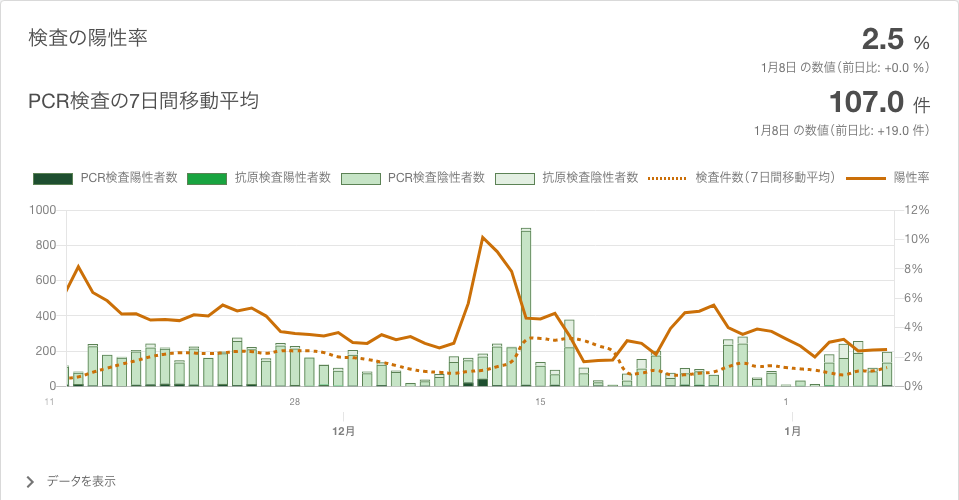 検査の陽性率
2.5 %
1月8日 の数値（前日比: +0.0 %）
PCR検査の7日間移動平均
107.0 件
1月8日 の数値（前日比: +19.0 件）
PCR検査陽性者数 抗原検査陽性者数 PCR検査陰性者数 抗原検査陰性者数 検査件数（7日間移動平均） 陽性率
1000 12%
10%
800
8%
600
6%
400
4%
200
2%
0 0%
11 28 15 1
12月 1月
データを表示